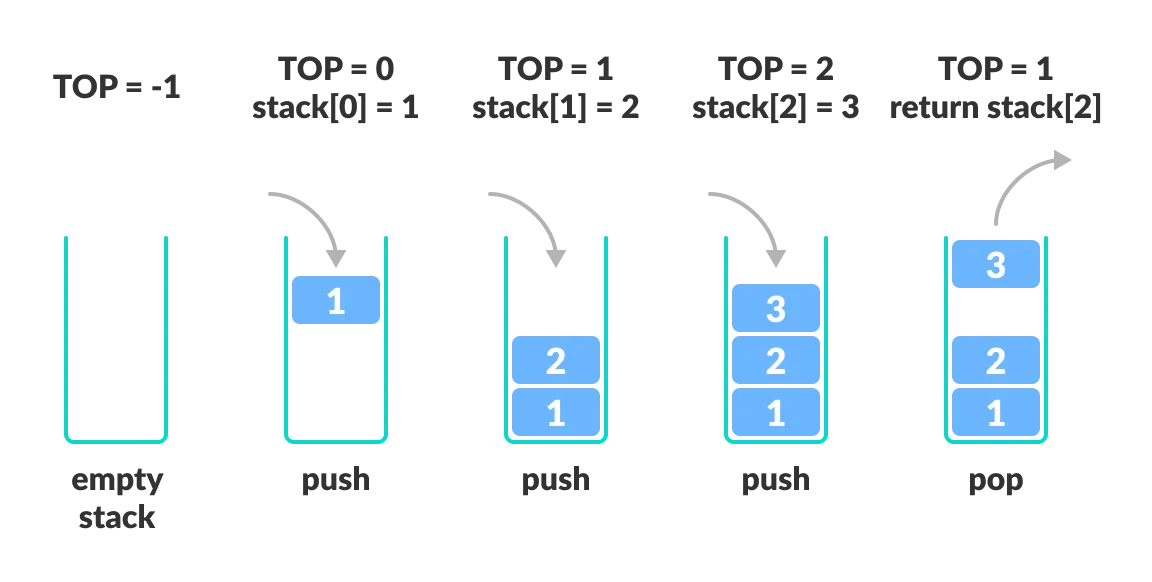 TOP = -1
TOP = 0
stack[0] = 1
TOP = 1
stack[1] = 2
TOP = 2
stack[2] = 3
TOP = 1
return stack[2]
1
2
1
3
2
1
3
2
1
empty
stack
push
push
push
pop